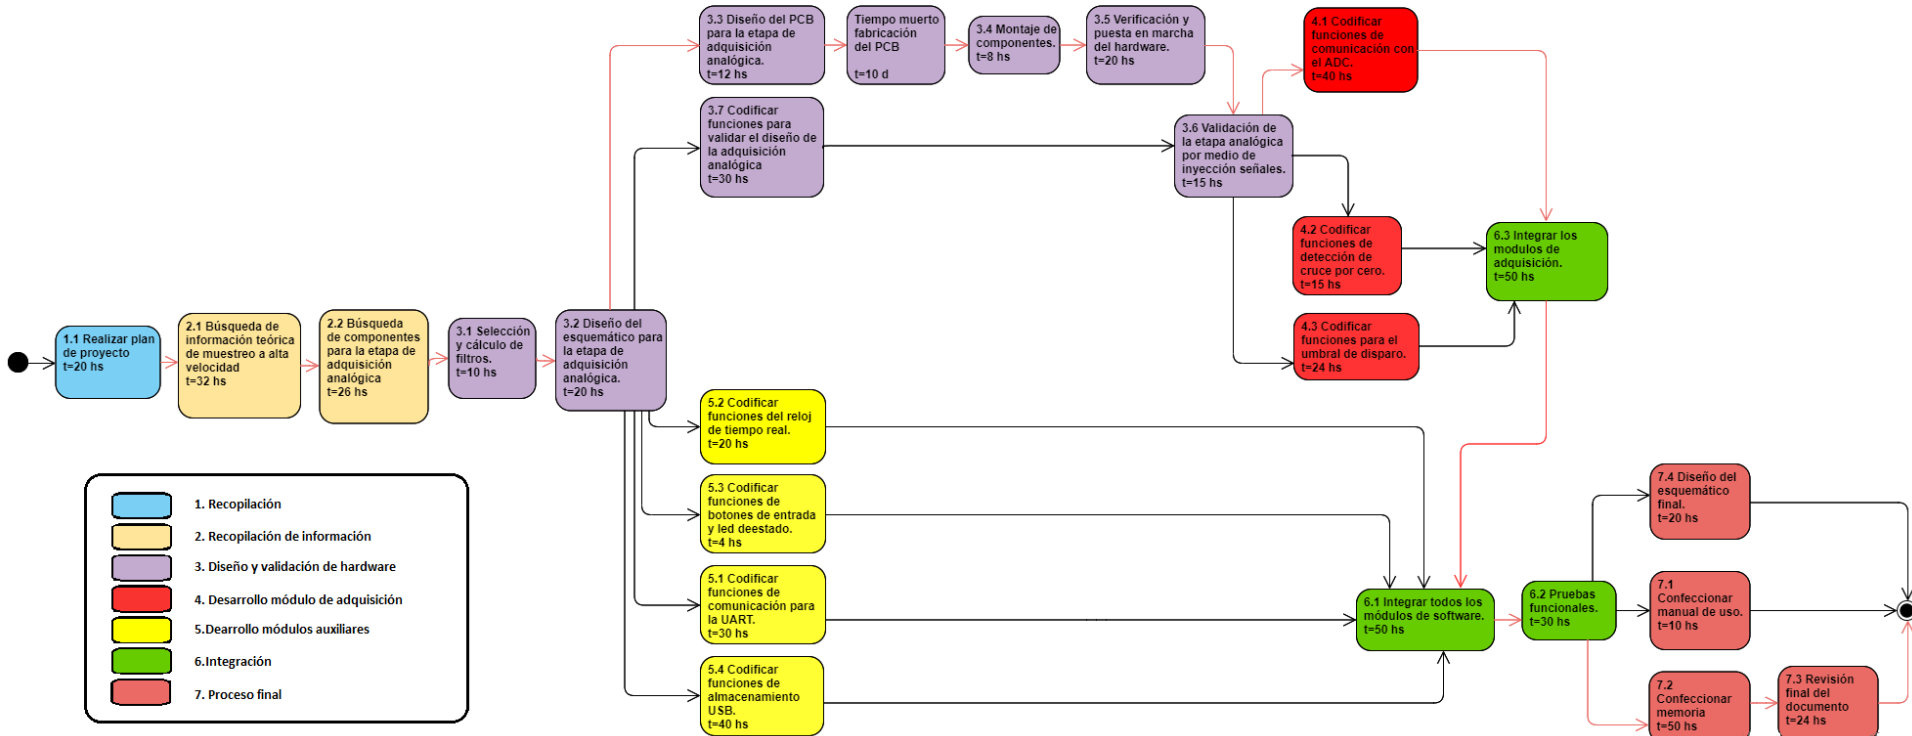 3.3 Diseño del PCB
para la etapa de
adquisición
analógica.
t=12 hs
Tiempo muerto
fabricación
del PCB
t=10 d
3.4 Montaje de
componentes.
t=8 hs
3.5 Verificación y
puesta en marcha
del hardware.
t=20 hs
4.1 Codificar
funciones de
comunicación con
el ADC.
t=40 hs
3.7 Codificar
funciones para
validar el diseño de
la adquisición
analógica
t=30 hs
3.6 Validación de
la etapa analógica
por medio de
inyección señales.
t=15 hs
4.2 Codificar
funciones de
detección de
cruce por cero.
t=15 hs
6.3 Integrar los
modulos de
adquisición.
t=50 hs
4.3 Codificar
funciones para el
umbral de disparo.
t=24 hs
1.1 Realizar plan
de proyecto
t=20 hs
2.1 Búsqueda de
información teórica
de muestreo a alta
velocidad
t=32 hs
2.2 Búsqueda
de componentes
para la etapa de
adquisición
analógica
t=26 hs
3.1 Selección
y cálculo de
filtros.
t=10 hs
3.2 Diseño del
esquemático para
la etapa de
adquisición
analógica.
t=20 hs
5.2 Codificar
funciones del reloj
de tiempo real.
t=20 hs
5.3 Codificar
funciones de
botones de entrada
y led deestado.
t=4 hs
5.1 Codificar
funciones de
comunicación para
la UART.
t=30 hs
5.4 Codificar
funciones de
almacenamiento
USB.
t=40 hs
6.1 Integrar todos los
módulos de software.
t=50 hs
6.2 Pruebas
funcionales.
t=30 hs
7.4 Diseño del
esquemático
final.
t=20 hs
7.1
Confeccionar
manual de uso.
t=10 hs
7.2
Confeccionar
memoria
t=50 hs
7.3 Revisión
final del
documento
t=24 hs
1. Recopilación
2. Recopilación de información
3. Diseño y validación de hardware
4. Desarrollo módulo de adquisición
5.Dearrollo módulos auxiliares
6.Integración
7. Proceso final